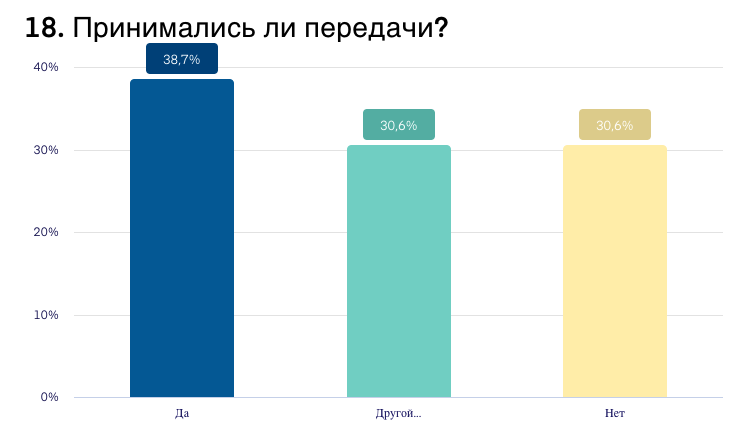 18. Принимались ли передачи?
38,7%
40%
30,6%
30,6%
30%
20%
10%
0%
Да
Другой...
Нет